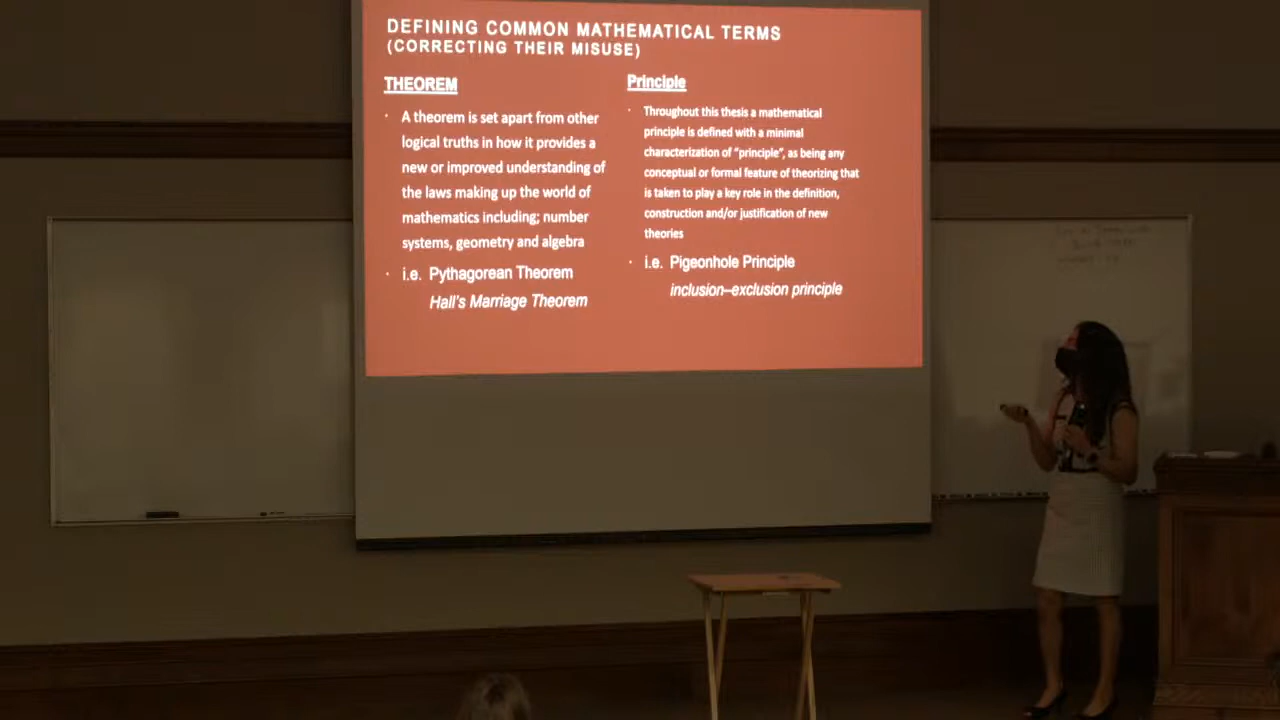 DEFINING COMMON MATHEMATICAL TERMS
(CORRECTING THEIR MISUSE)
THEOREM
· A theorem is set apart from other
logical truths in how it provides a
new or improved understanding of
the laws making up the world of
mathematics including; number
systems, geometry and algebra
· i.e. Pythagorean Theorem
Hall's Marriage Theorem
Principle
· Throughout this thesis a mathematical
principle is defined with a minimal
characterization of "principle", as being any
conceptual or formal feature of theorizing that
is taken to play a key role in the definition,
construction and/or justification of new
theories
· i.e. Pigeonhole Principle
inclusion–exclusion principle